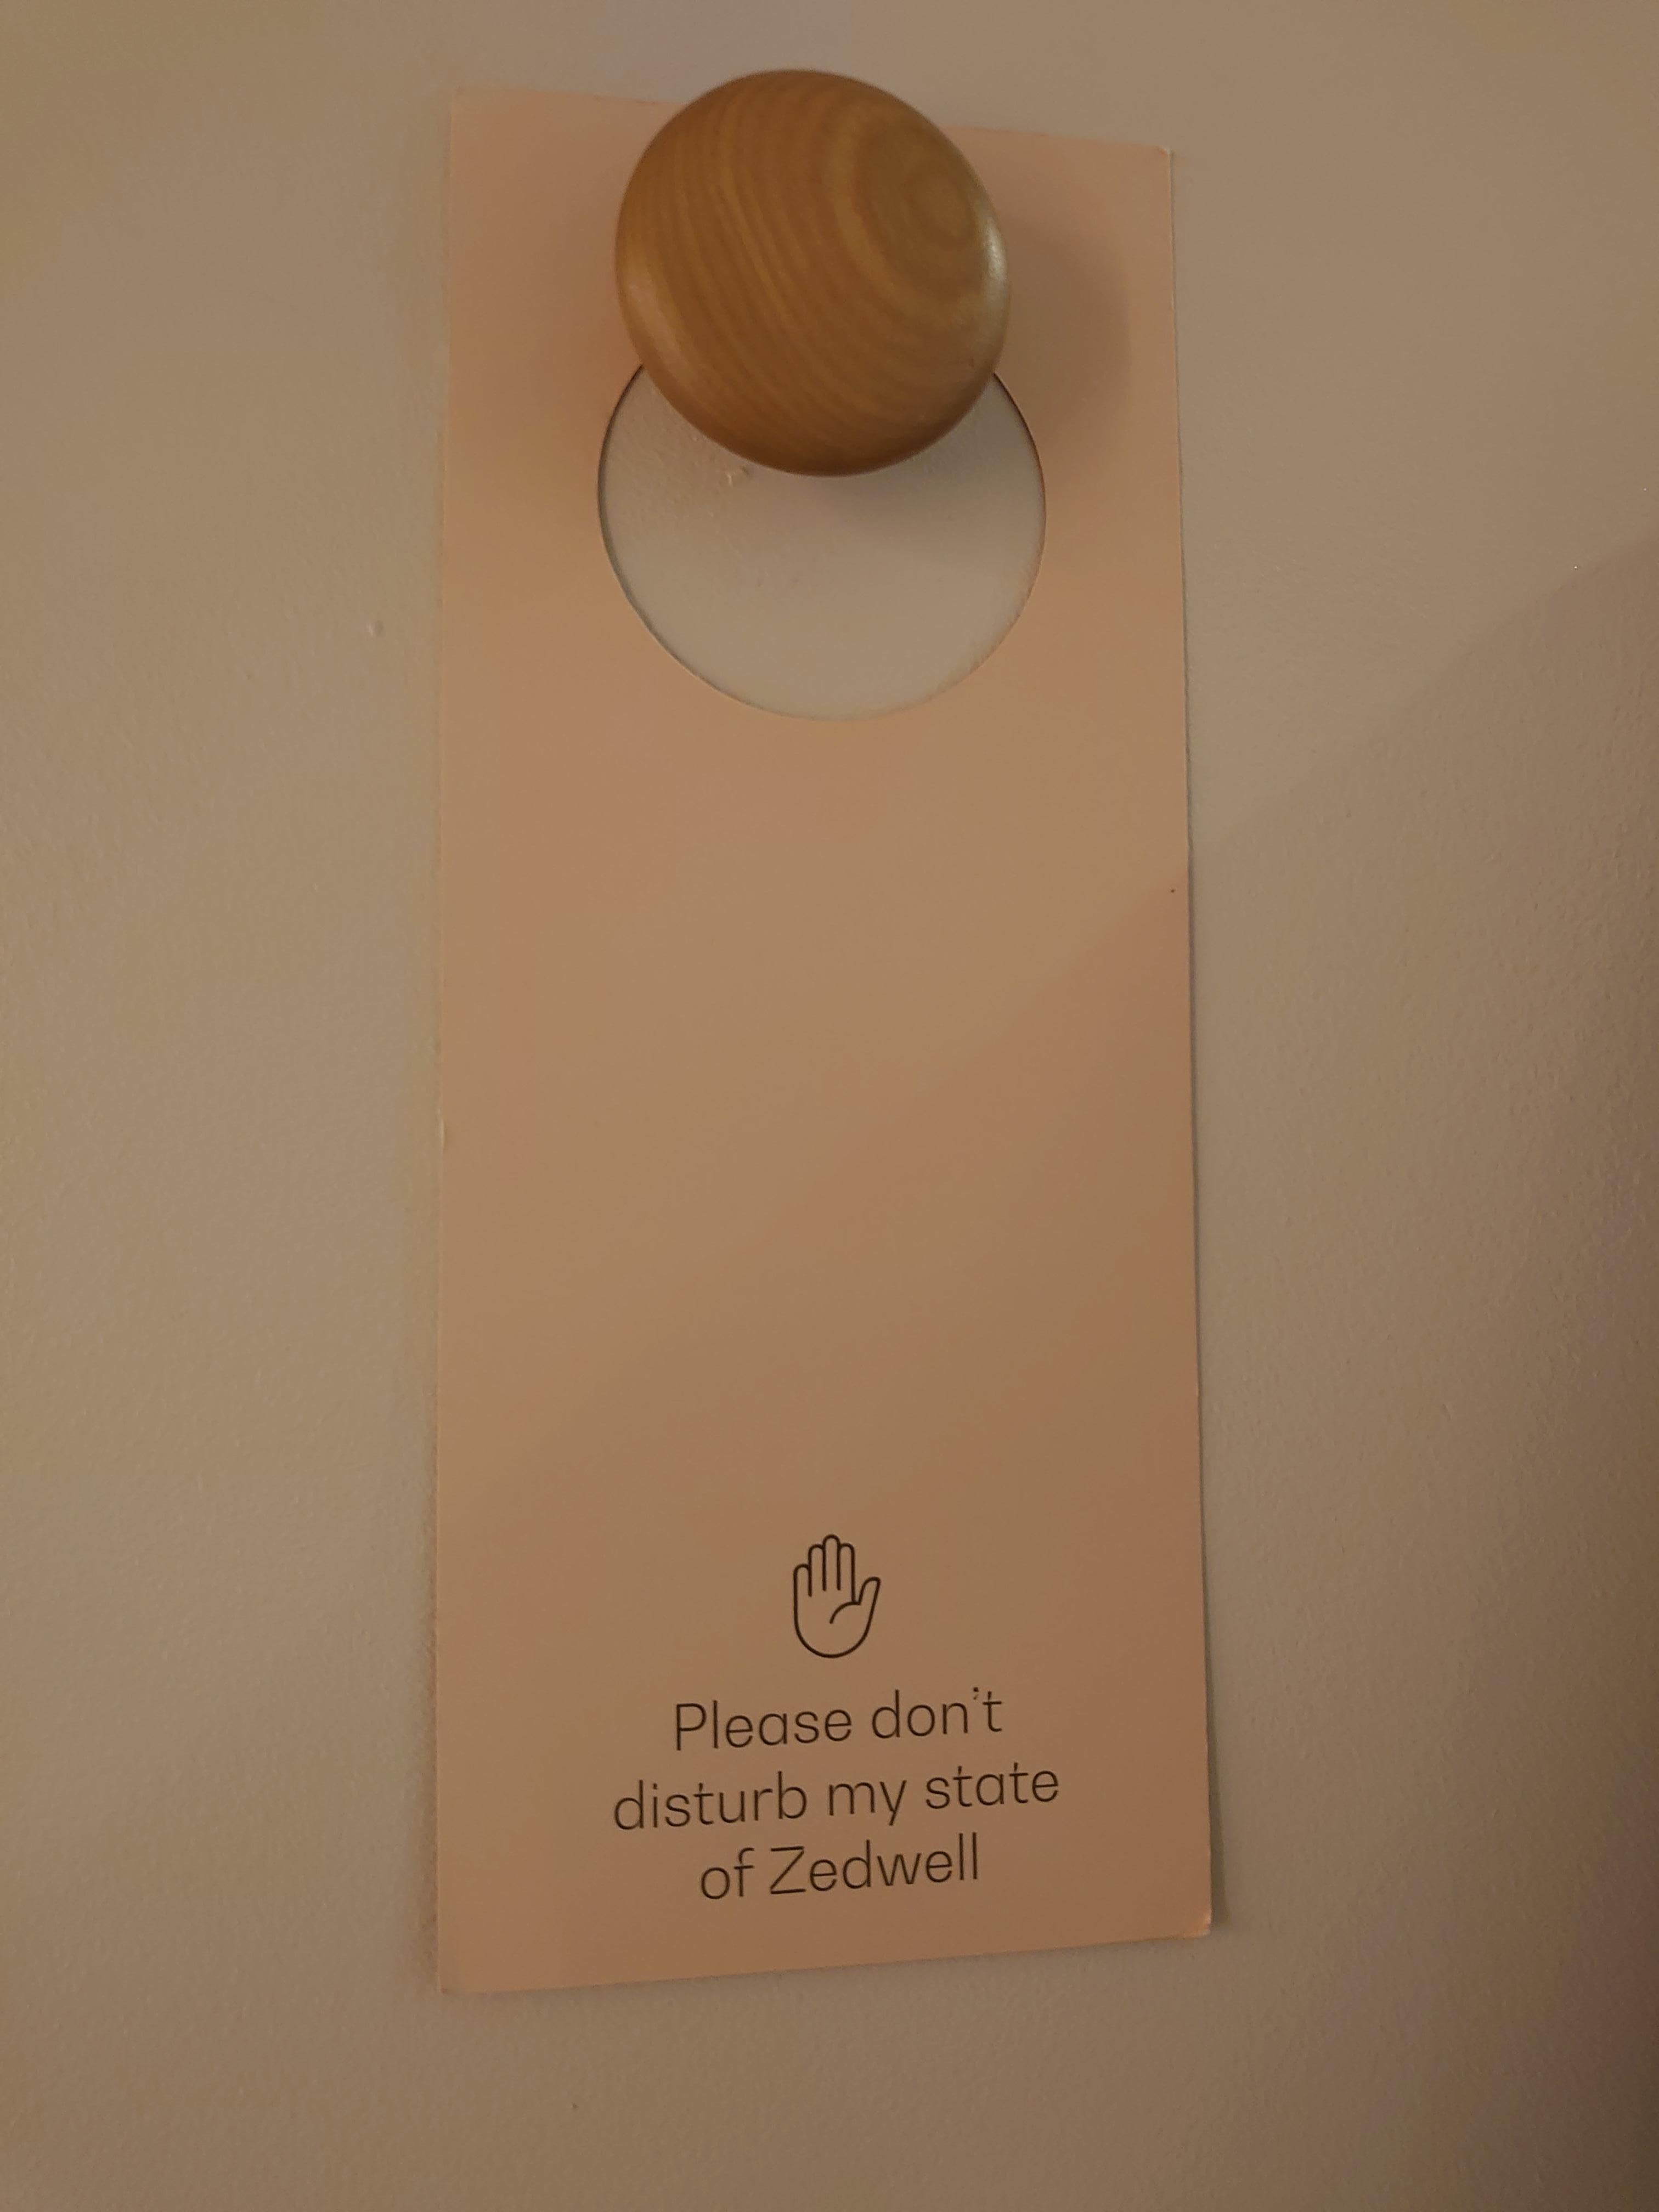 Please don't
disturb my state
of Zedwell